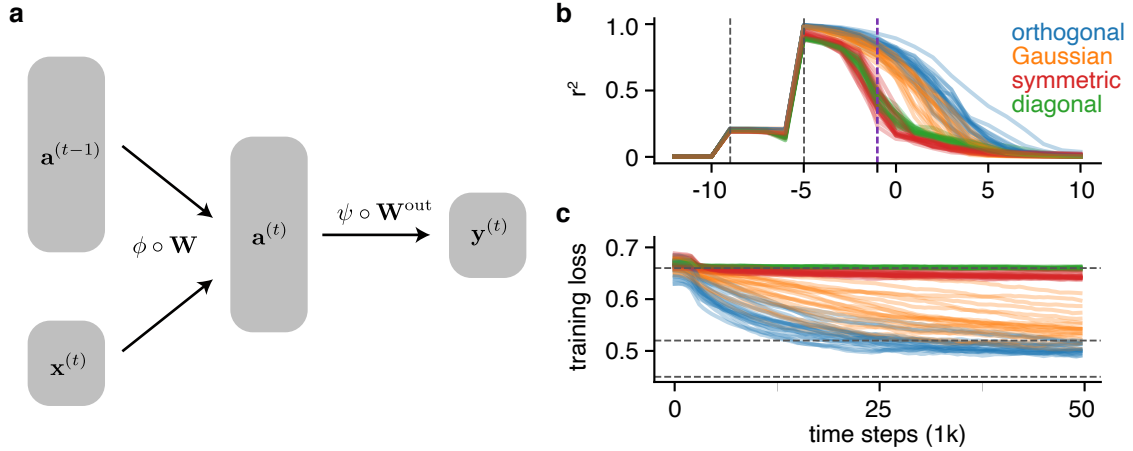 a
a(t−1)
x(t)
ϕ ∘ W
a(t)
ψ ∘ Wout
y(t)
b
r2
1.0
0.5
0
-10
-5
0
5
10
orthogonal
Gaussian
symmetric
diagonal
c
training loss
0.7
0.6
0.5
0
25
50
time steps (1k)